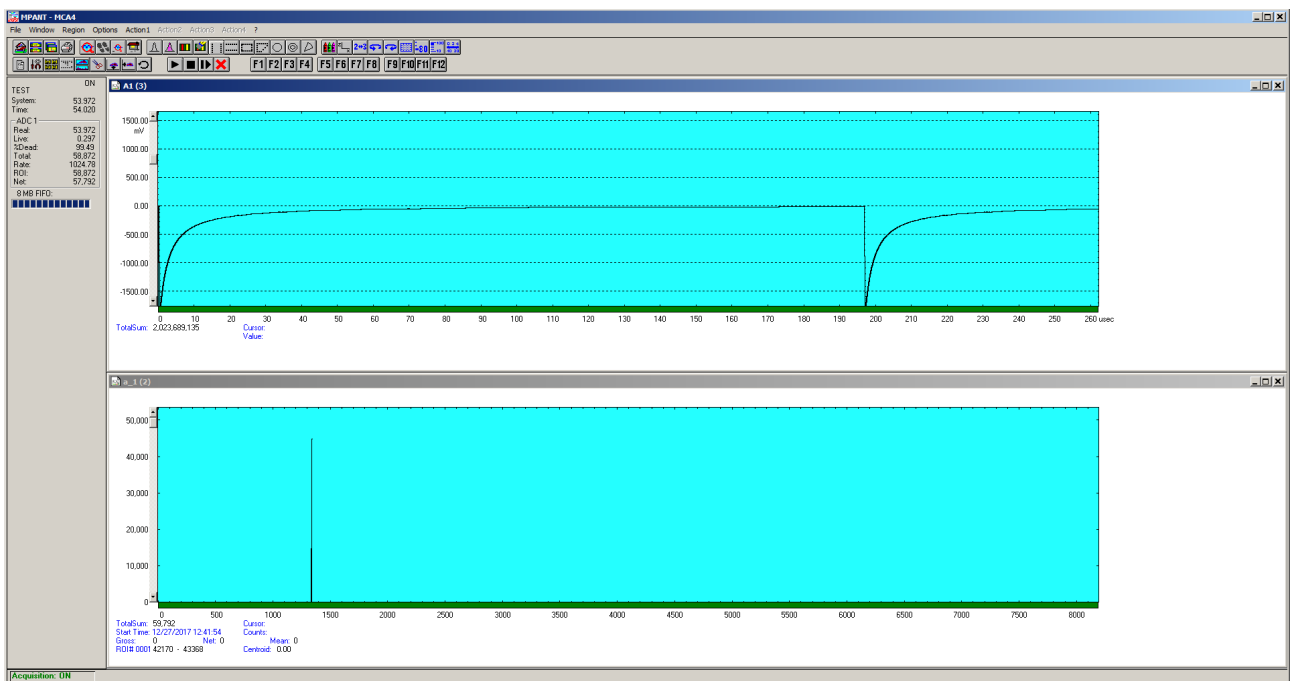 MPANT - MCA4
File Window Region Options Action1 Action2 Action3 Action4 ?
2↔3
F1 F2 F3 F4 F5 F6 F7 F8 F9 F10 F11 F12
ON
TEST
System: 53.972
Time: 54.020
ADC 1
Real: 53.972
Live: 0.297
%Dead: 99.49
Total: 58,872
Rate: 1024.78
ROI: 58,872
Net: 57,792
8 MB FIFO:
A1 (3)
1500.00
mV
1000.00
500.00
0.00
-500.00
-1000.00
-1500.00
0 10 20 30 40 50 60 70 80 90 100 110 120 130 140 150 160 170 180 190 200 210 220 230 240 250 260 usec
TotalSum: 2,023,689,135 Cursor:
Value:
a_1 (2)
50,000
40,000
30,000
20,000
10,000
0
0 500 1000 1500 2000 2500 3000 3500 4000 4500 5000 5500 6000 6500 7000 7500 8000
TotalSum: 59,792 Cursor:
Start Time: 12/27/2017 12:41:54 Counts:
Gross: 0 Net: 0 Mean: 0
ROI# 0001 42170 - 43368 Centroid: 0.00
Acquisition: ON